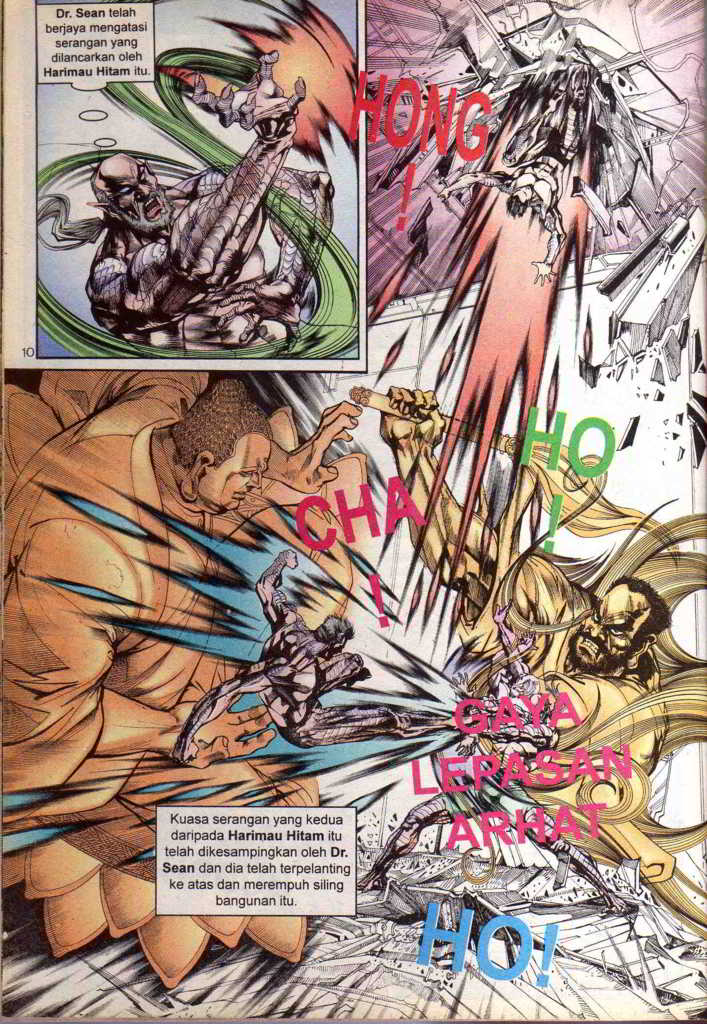 Dr. Sean telah
berjaya mengatasi
serangan yang
dilancarkan oleh
Harimau Hitam itu.
HONG
!
10
HO
!
CHA
!
GAYA
LEPASAN
ARHAT
Kuasa serangan yang kedua
daripada Harimau Hitam itu
telah dikesampingkan oleh Dr.
Sean dan dia telah terpelanting
ke atas dan merempuh siling
bangunan itu.
HO!